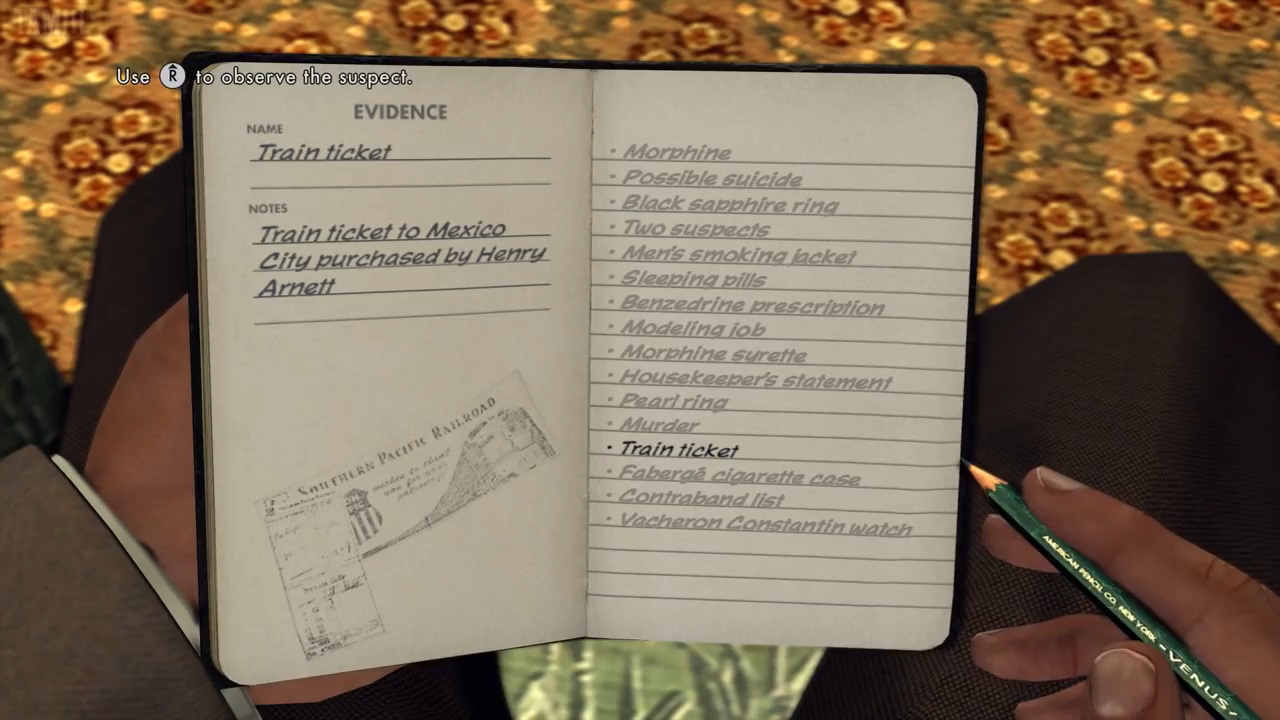 Use R to observe the suspect.
EVIDENCE
NAME
Train ticket
NOTES
Train ticket to Mexico
City purchased by Henry
Arnett
SOUTHERN PACIFIC RAILROAD
• Morphine
• Possible suicide
• Black sapphire ring
• Two suspects
• Men's smoking jacket
• Sleeping pills
• Benzedrine prescription
• Modeling job
• Morphine syrette
• Housekeeper's statement
• Pearl ring
• Murder
• Train ticket
• Fabergé cigarette case
• Contraband list
• Vacheron Constantin watch
AMERICAN PENCIL CO. NEW YORK
VENUS